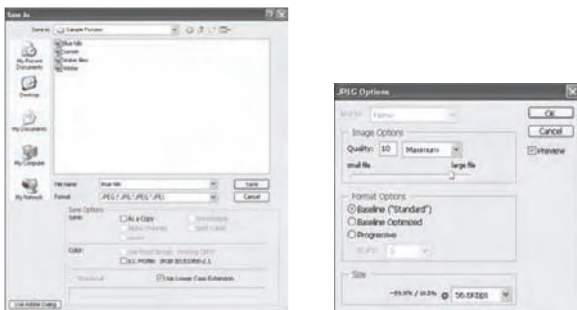 Save As
Save in: Sample Pictures
My Recent
Documents
Desktop
My Documents
My Computer
My Network
Blue hills
Sunset
Water lilies
Winter
File name: Blue hills Save
Format: JPEG (*.JPG;*.JPEG;*.JPE) Cancel
Save Options
Save: As a Copy Annotations
Alpha Channels Spot Colors
Layers
Color: Use Proof Setup: Working CMYK
ICC Profile: sRGB IEC61966-2.1
Thumbnail Use Lower Case Extension
Use Adobe Dialog
JPEG Options
Matte: None OK
Image Options Cancel
Quality: 10 Maximum Preview
small file large file
Format Options
Baseline ("Standard")
Baseline Optimized
Progressive
Scans: 3
Size
@ 56.6Kbps